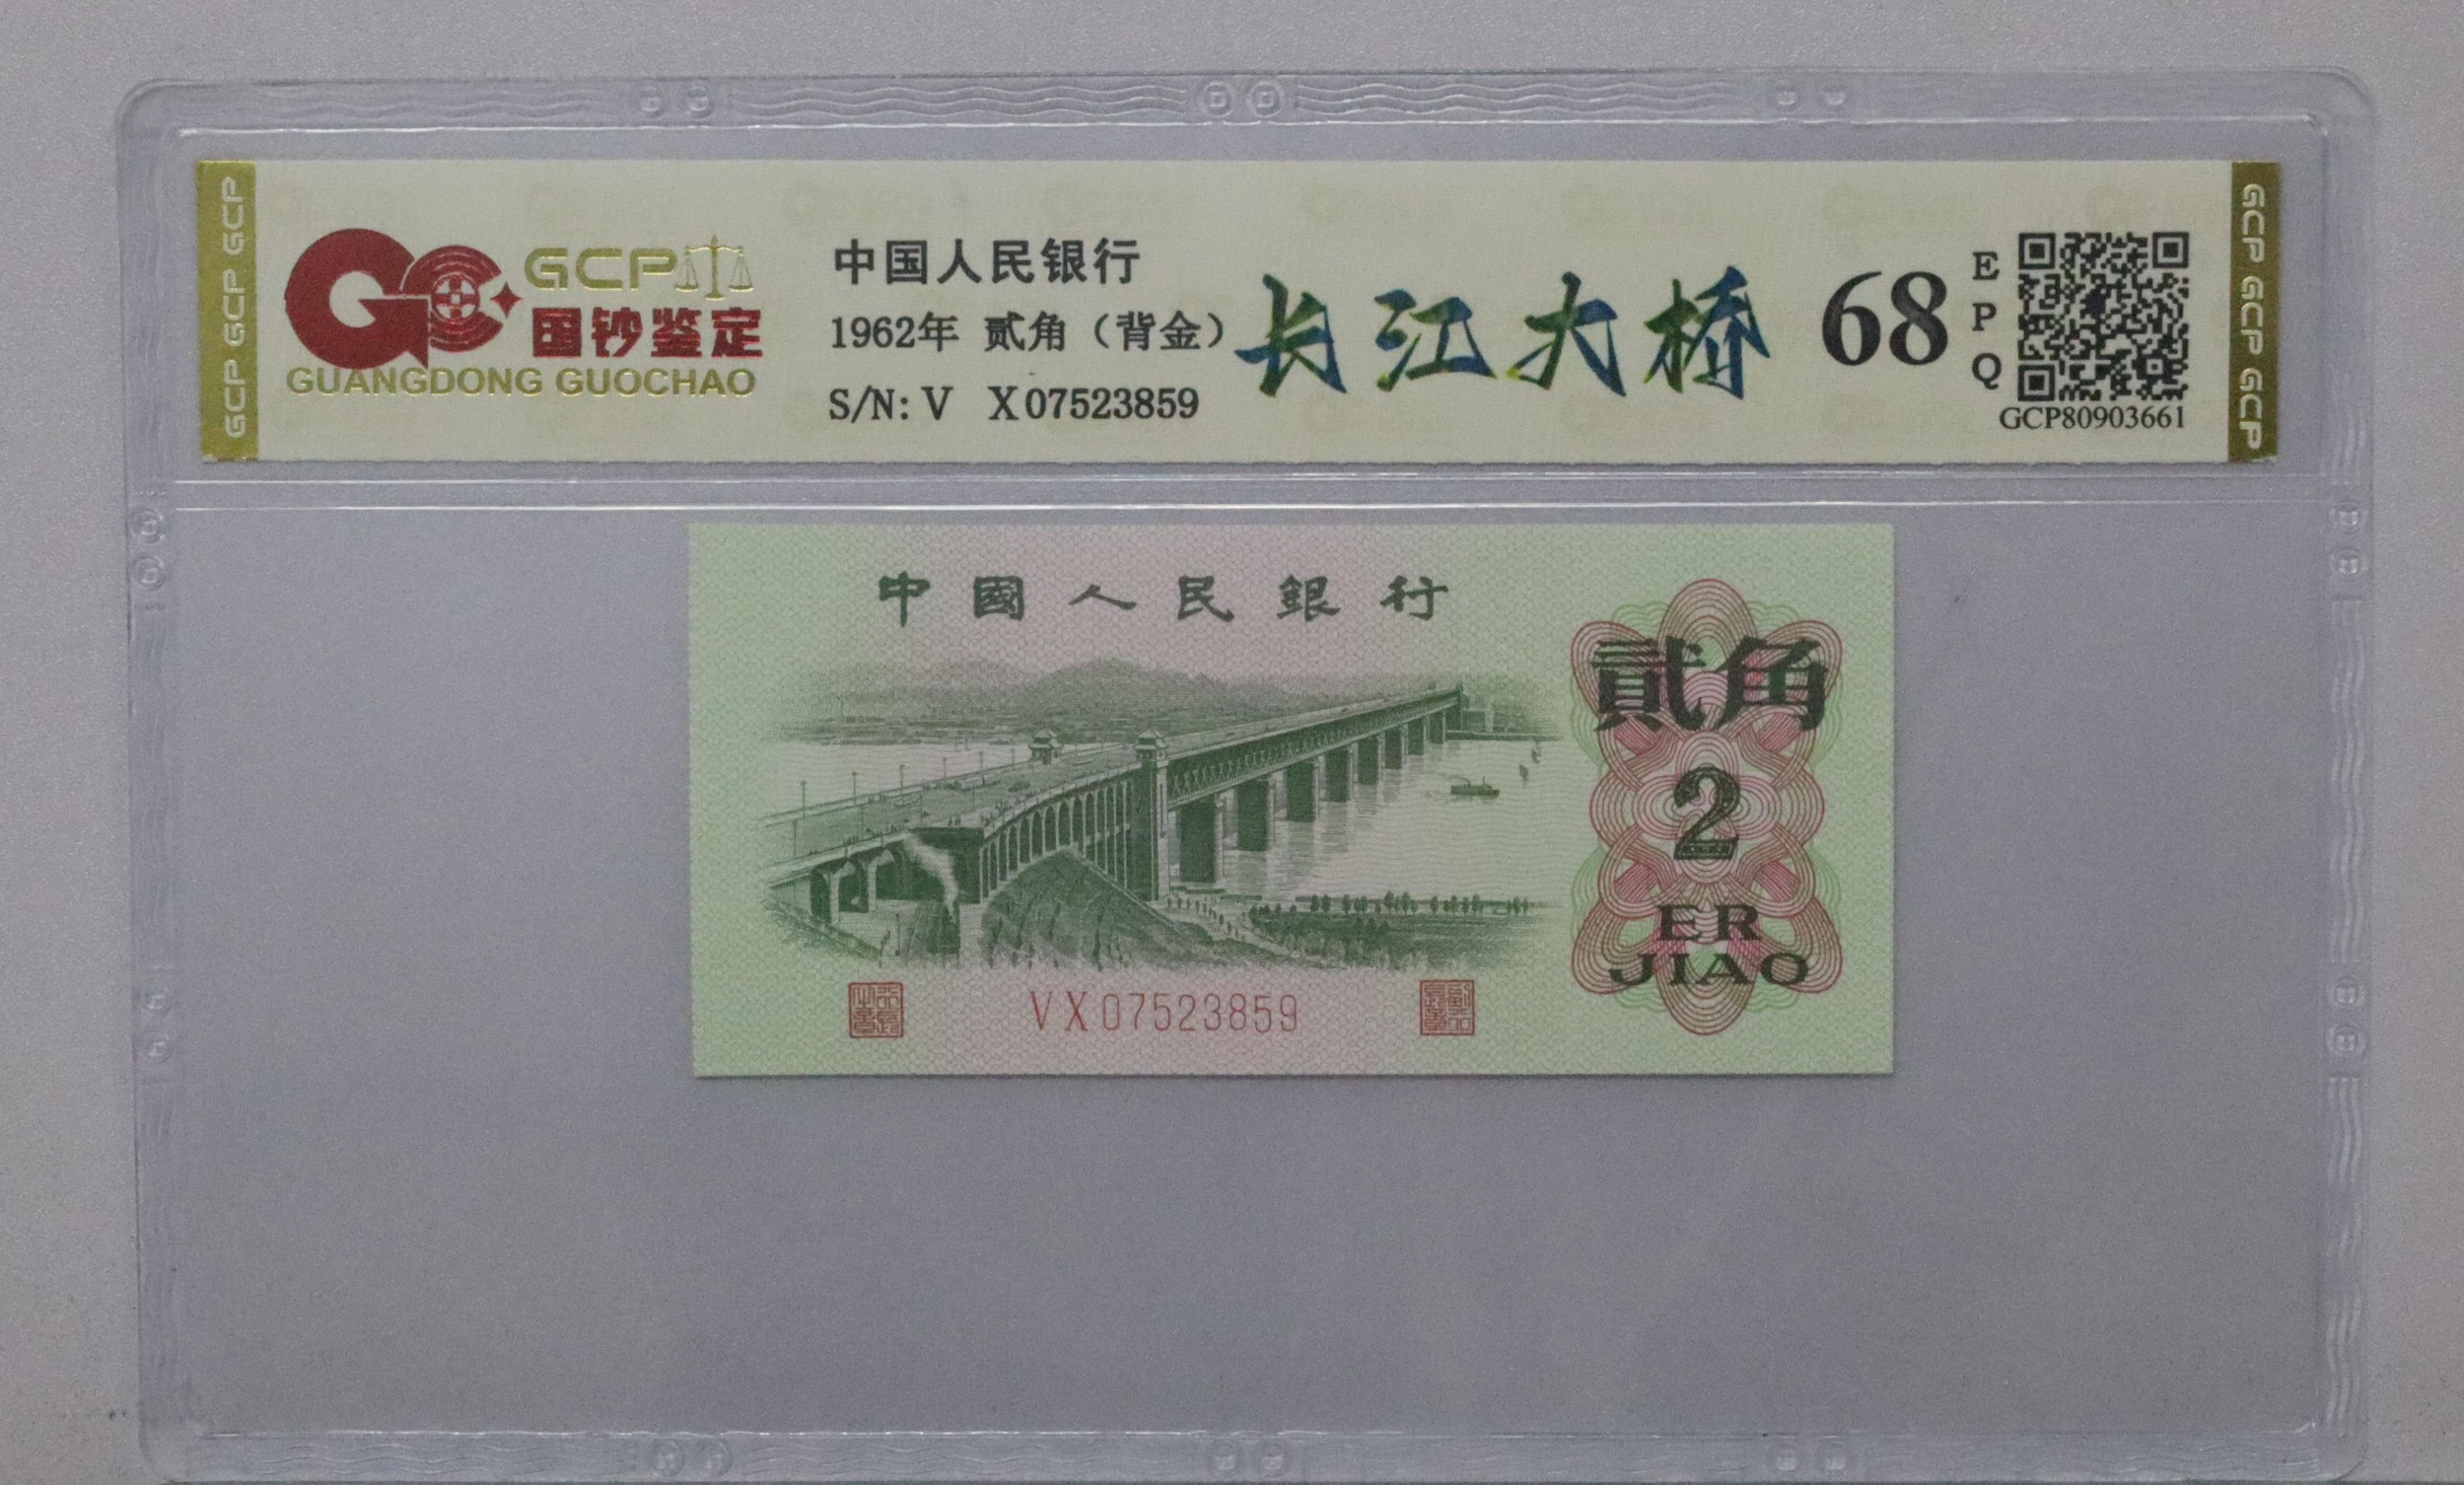 GCP GCP GCP
GCP
国钞鉴定
GUANGDONG GUOCHAO
中国人民银行
1962年 贰角（背金）
S/N: V X07523859
长江大桥
68
EPQ
GCP80903661
GCP GCP GCP
中國人民銀行
貳角
2
ER
JIAO
VX07523859